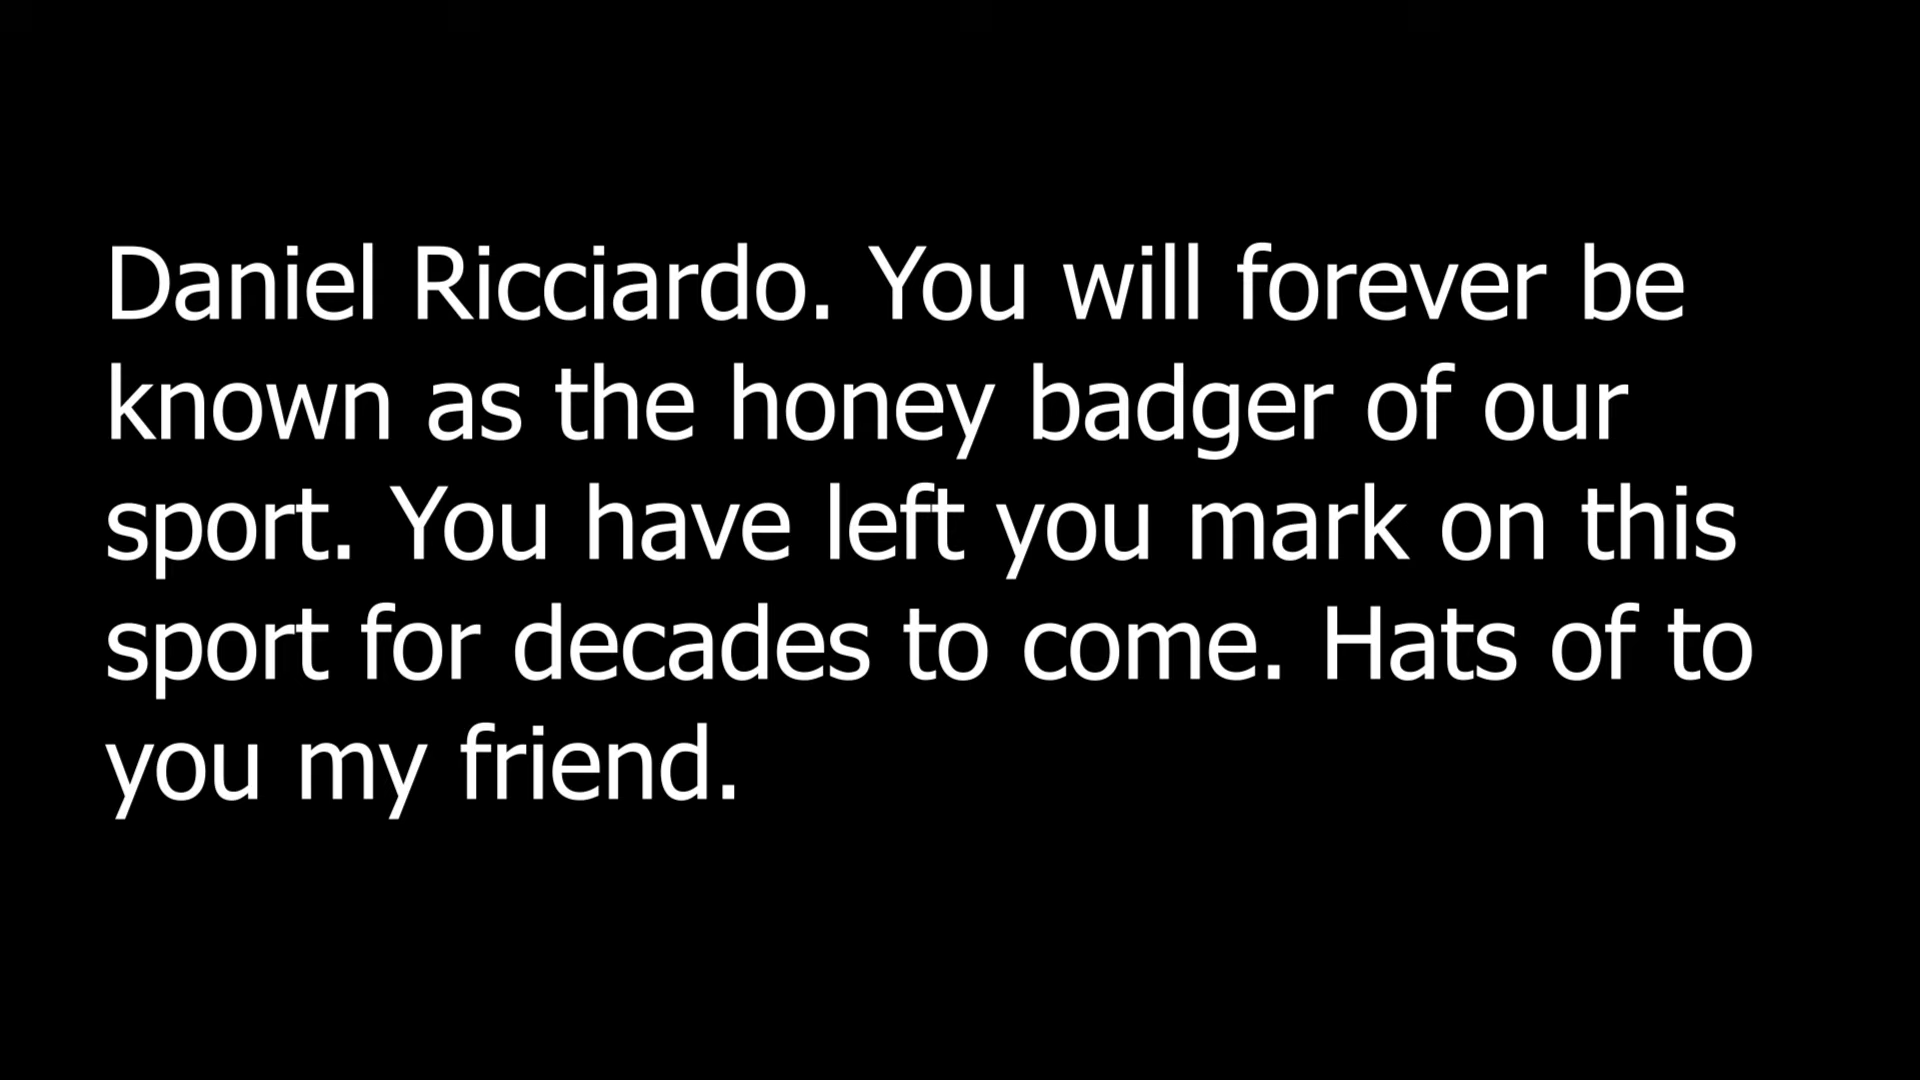 Daniel Ricciardo. You will forever be
known as the honey badger of our
sport. You have left you mark on this
sport for decades to come. Hats of to
you my friend.